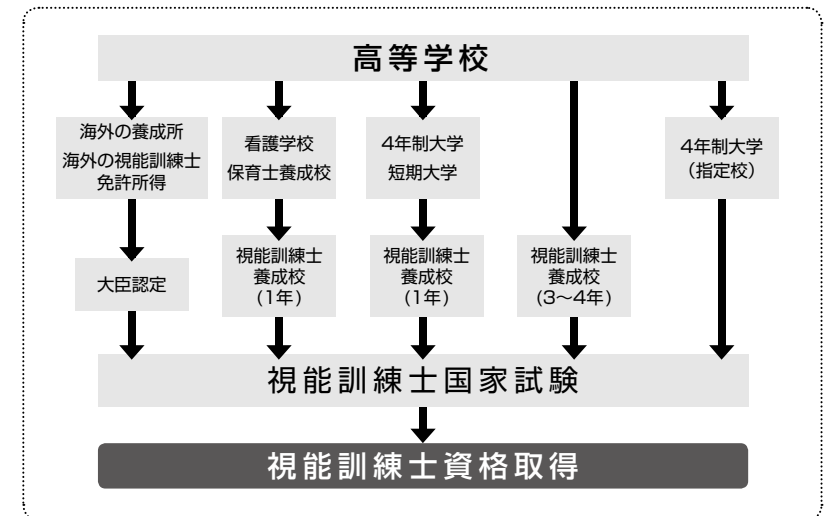 高等学校
海外の養成所
海外の視能訓練士
免許所得
看護学校
保育士養成校
4年制大学
短期大学
4年制大学
（指定校）
大臣認定
視能訓練士
養成校
(1年)
視能訓練士
養成校
(1年)
視能訓練士
養成校
(3〜4年)
視能訓練士国家試験
視能訓練士資格取得